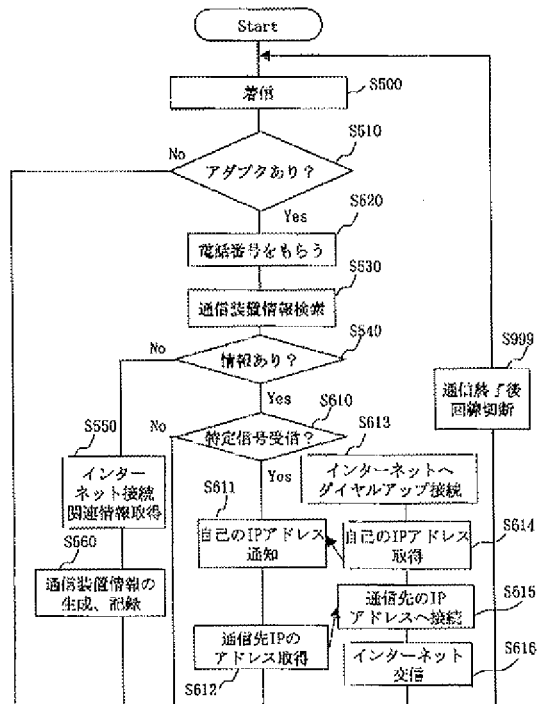 Start
着信
S500
S510
No
アダプタあり？
Yes
S520
電話番号をもらう
S530
通信装置情報検索
S540
No
情報あり？
S999
通信終了後
回線切断
Yes
S610
S613
S550
No
特定信号受信？
インター
ネット接続
関連情報取得
Yes
インターネットへ
ダイヤルアップ接続
S611
自己のIPアドレス
通知
自己のIPアドレス
取得
S614
S560
通信装置情報の
生成、記録
通信先のIP
アドレスへ接続
S615
通信先IPの
アドレス取得
S612
インターネット
交信
S616